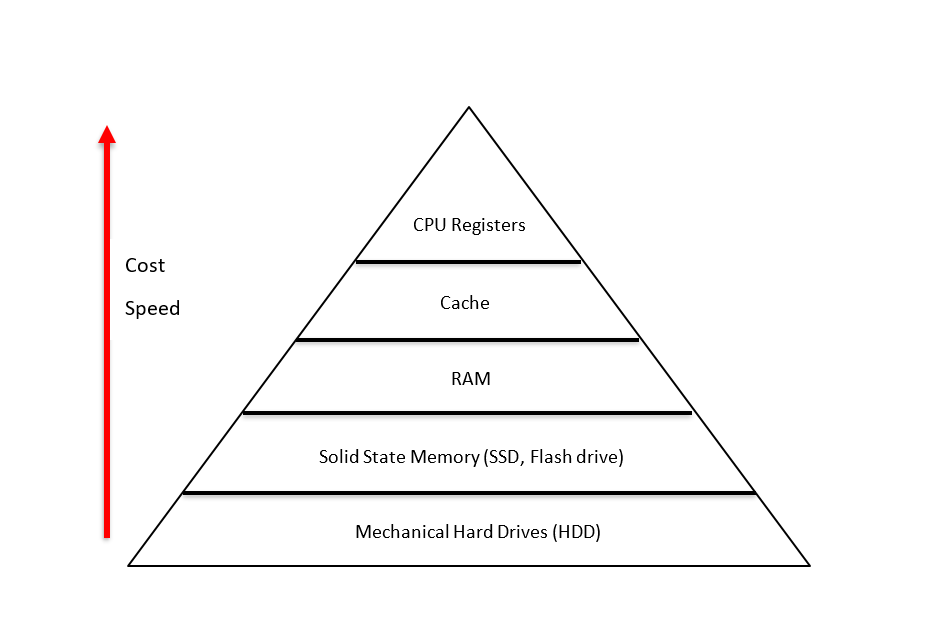 CPU Registers
Cost
Cache
Speed
RAM
Solid State Memory (SSD, Flash drive)
Mechanical Hard Drives (HDD)